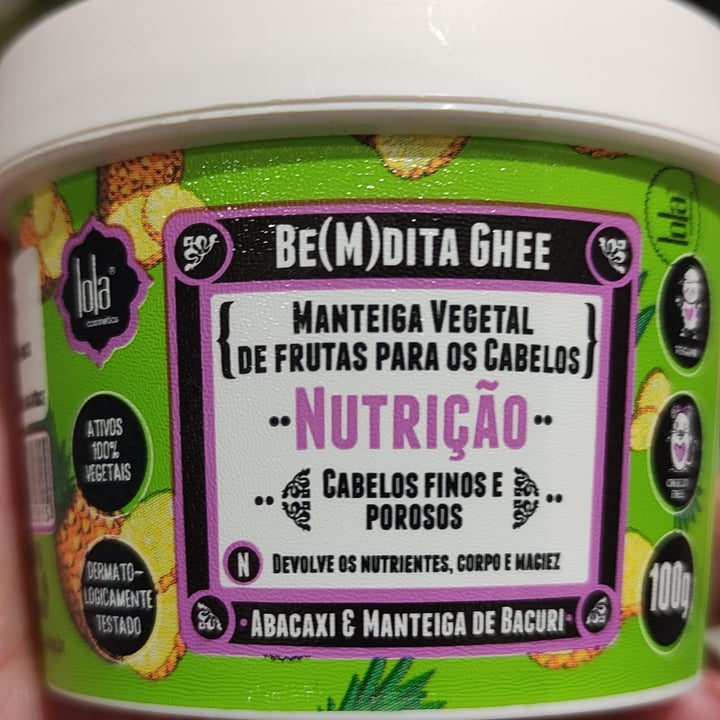 BE(M)DITA GHEE
MANTEIGA VEGETAL
DE FRUTAS PARA OS CABELOS
NUTRIÇÃO
CABELOS FINOS E
POROSOS
N DEVOLVE OS NUTRIENTES, CORPO E MACIEZ
ABACAXI & MANTEIGA DE BACURI
lola®
cosmetics
ATIVOS
100%
VEGETAIS
DERMATO-
LOGICAMENTE
TESTADO
lola
VEGANO
100g